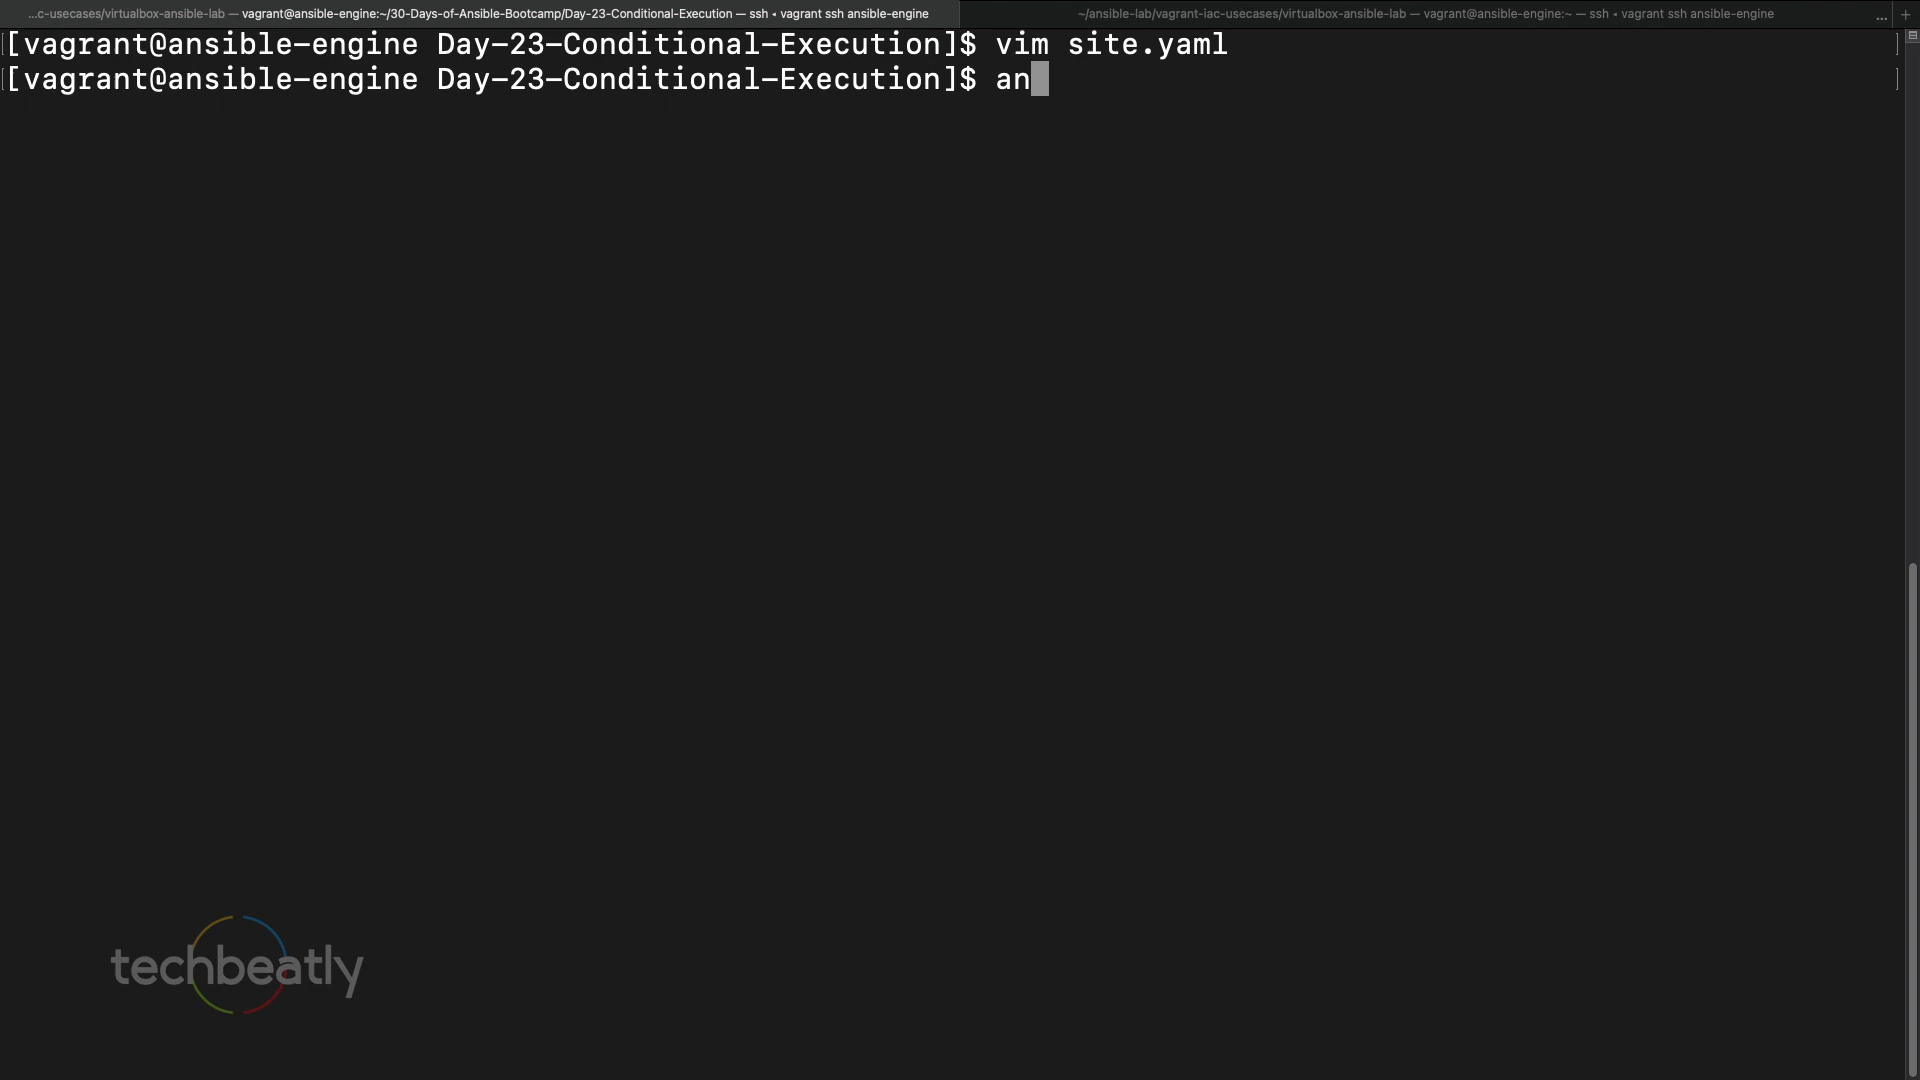 ...c-usecases/virtualbox-ansible-lab — vagrant@ansible-engine:~/30-Days-of-Ansible-Bootcamp/Day-23-Conditional-Execution — ssh ◂ vagrant ssh ansible-engine
~/ansible-lab/vagrant-iac-usecases/virtualbox-ansible-lab — vagrant@ansible-engine:~ — ssh ◂ vagrant ssh ansible-engine ... +
[vagrant@ansible-engine Day-23-Conditional-Execution]$ vim site.yaml
[vagrant@ansible-engine Day-23-Conditional-Execution]$ an
techbeatly